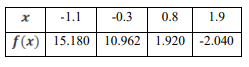 x -1.1 -0.3 0.8 1.9
f(x) 15.180 10.962 1.920 -2.040